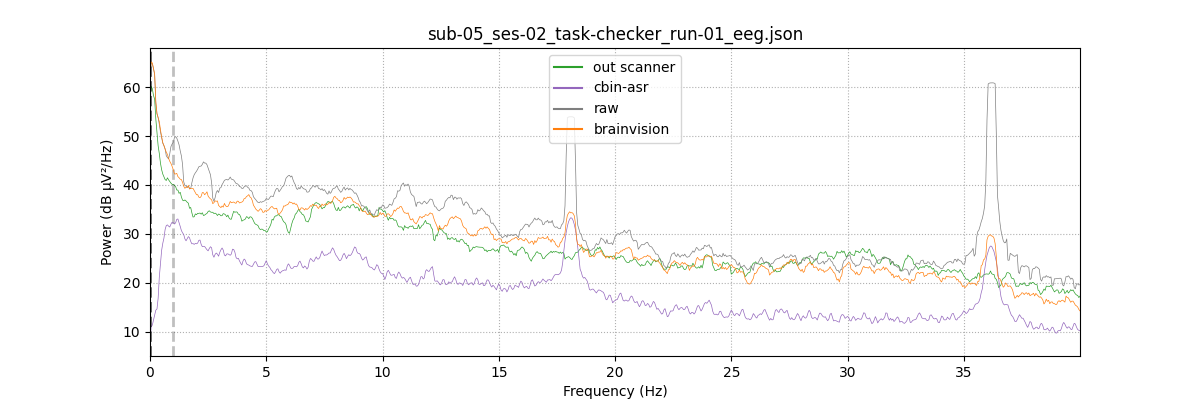 sub-05_ses-02_task-checker_run-01_eeg.json
out scanner
cbin-asr
raw
brainvision
Power (dB µV²/Hz)
60
50
40
30
20
10
0 5 10 15 20 25 30 35
Frequency (Hz)